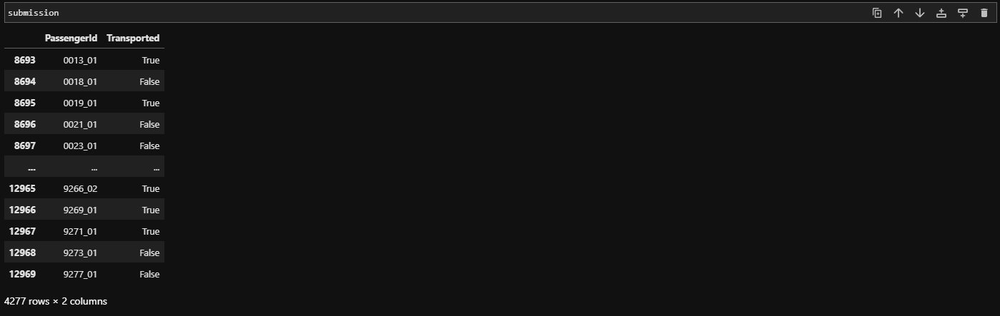 submission
PassengerId Transported
8693 0013_01 True
8694 0018_01 False
8695 0019_01 True
8696 0021_01 False
8697 0023_01 False
... ... ...
12965 9266_02 True
12966 9269_01 True
12967 9271_01 True
12968 9273_01 False
12969 9277_01 False
4277 rows × 2 columns